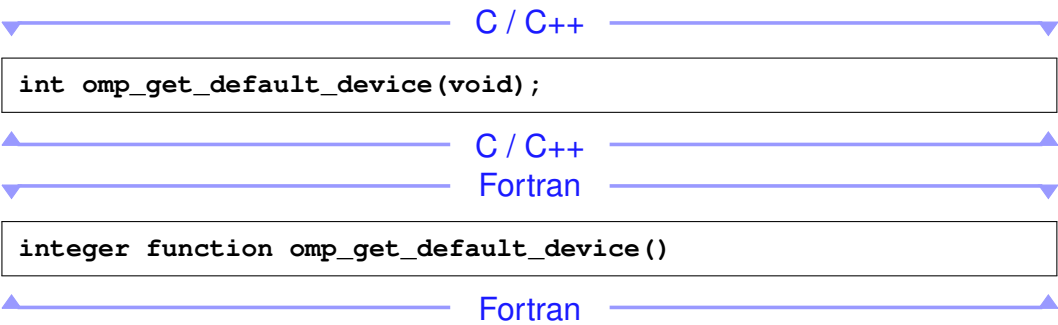 C / C++
int omp_get_default_device(void);
C / C++
Fortran
integer function omp_get_default_device()
Fortran